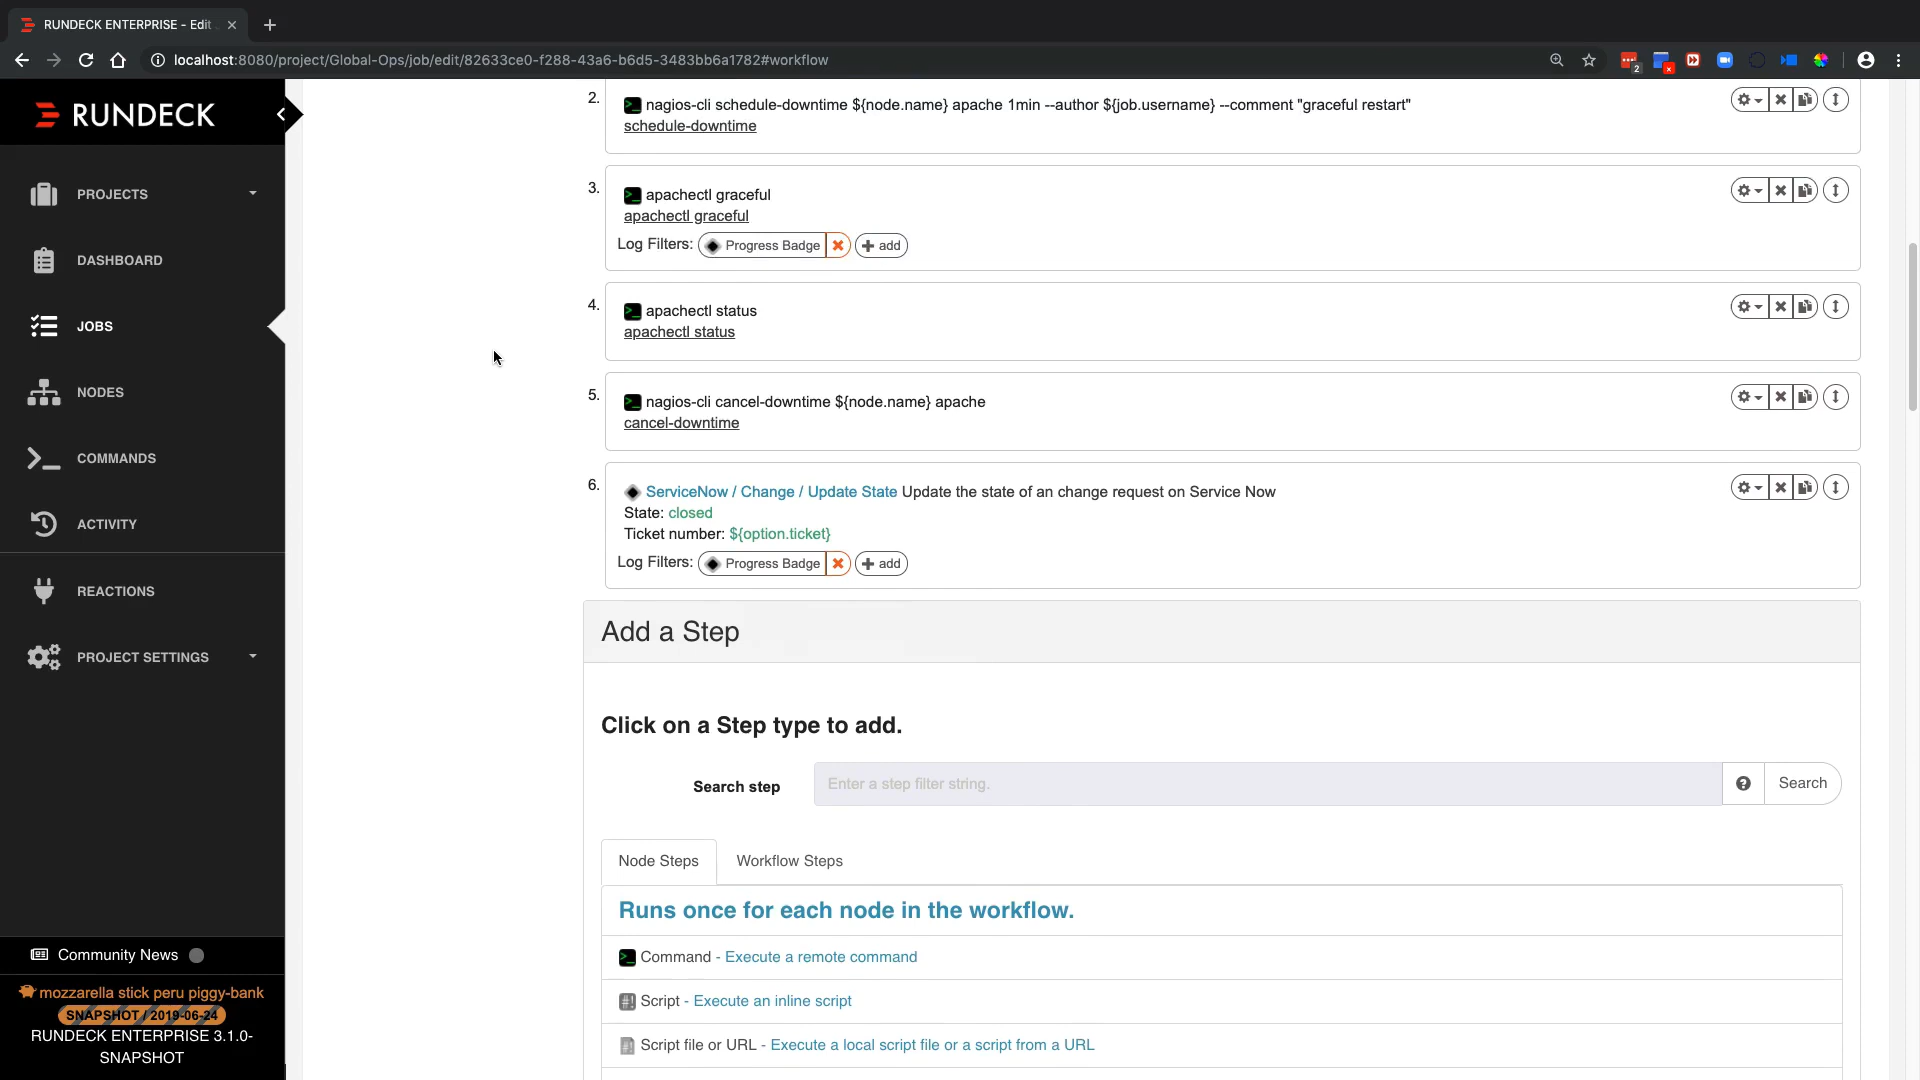 RUNDECK ENTERPRISE - Edit
localhost:8080/project/Global-Ops/job/edit/82633ce0-f288-43a6-b6d5-3483bb6a1782#workflow
2
RUNDECK
PROJECTS
DASHBOARD
JOBS
NODES
COMMANDS
ACTIVITY
REACTIONS
PROJECT SETTINGS
Community News
mozzarella stick peru piggy-bank
SNAPSHOT / 2019-06-24
RUNDECK ENTERPRISE 3.1.0-
SNAPSHOT
2. nagios-cli schedule-downtime ${node.name} apache 1min --author ${job.username} --comment "graceful restart"
schedule-downtime
3. apachectl graceful
apachectl graceful
Log Filters: Progress Badge add
4. apachectl status
apachectl status
5. nagios-cli cancel-downtime ${node.name} apache
cancel-downtime
6. ServiceNow / Change / Update State Update the state of an change request on Service Now
State: closed
Ticket number: ${option.ticket}
Log Filters: Progress Badge add
Add a Step
Click on a Step type to add.
Search step Enter a step filter string. Search
Node Steps Workflow Steps
Runs once for each node in the workflow.
Command - Execute a remote command
Script - Execute an inline script
Script file or URL - Execute a local script file or a script from a URL